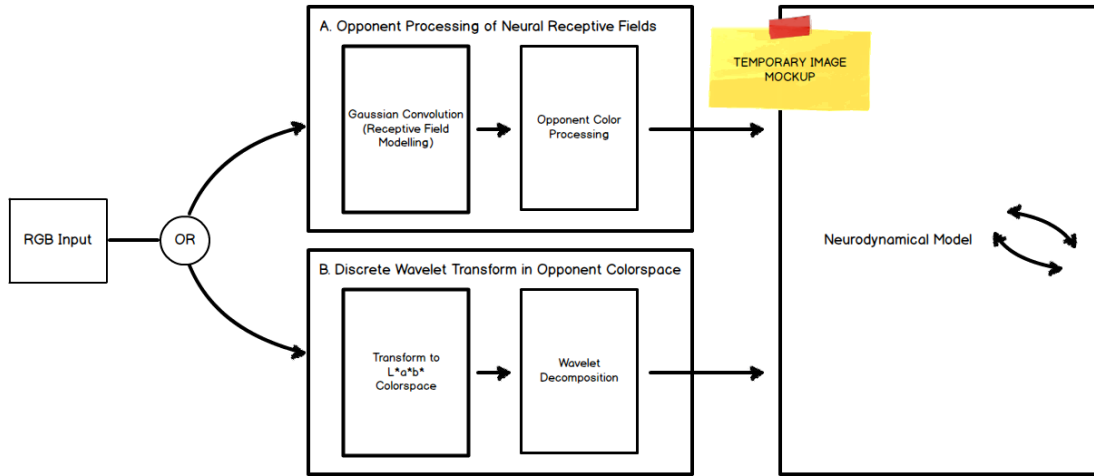 A. Opponent Processing of Neural Receptive Fields
Gaussian Convolution
(Receptive Field
Modelling)
Opponent Color
Processing
TEMPORARY IMAGE
MOCKUP
RGB Input
OR
Neurodynamical Model
B. Discrete Wavelet Transform in Opponent Colorspace
Transform to
L*a*b*
Colorspace
Wavelet
Decomposition